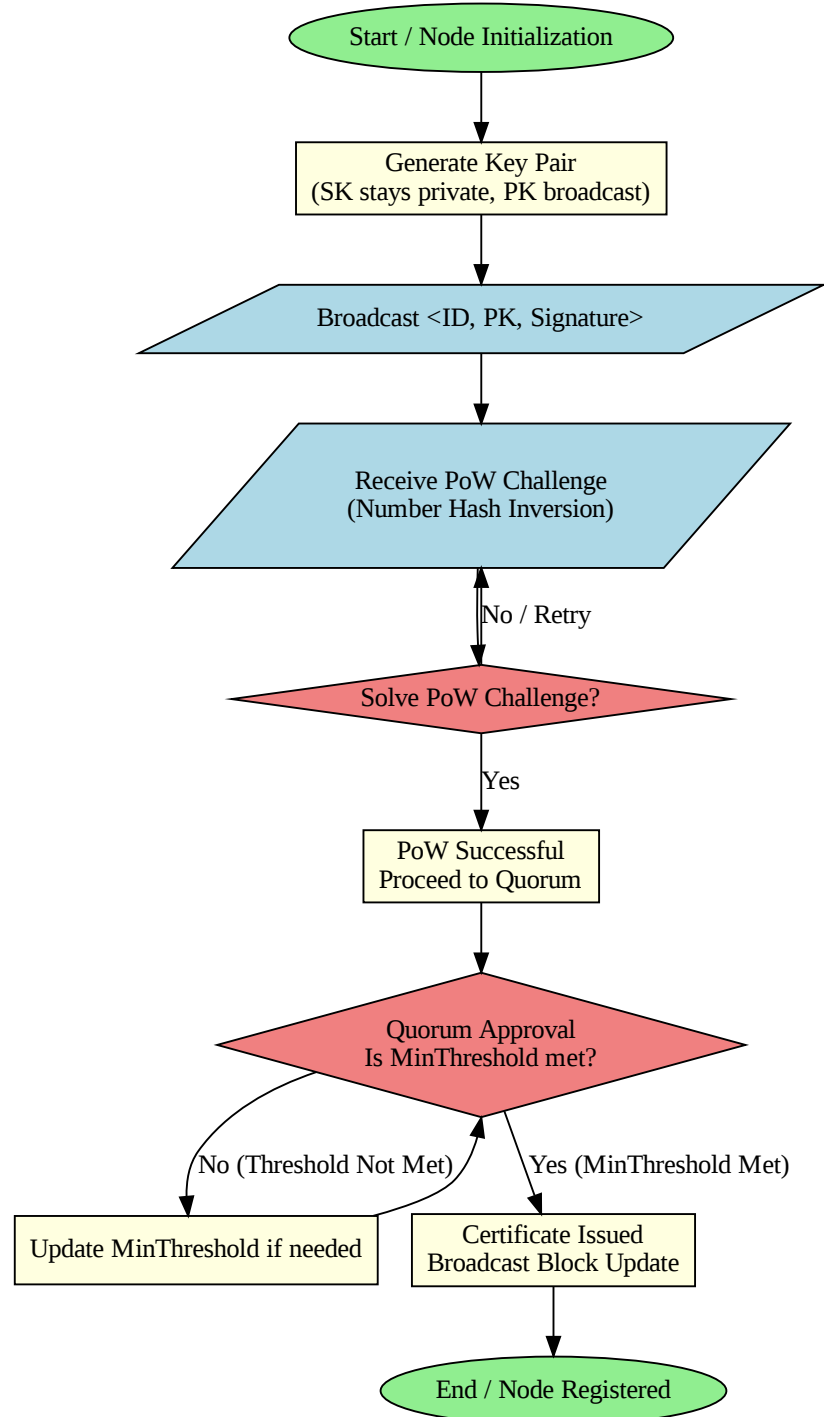 Start / Node Initialization
Generate Key Pair
(SK stays private, PK broadcast)
Broadcast <ID, PK, Signature>
Receive PoW Challenge
(Number Hash Inversion)
No / Retry
Solve PoW Challenge?
Yes
PoW Successful
Proceed to Quorum
Quorum Approval
Is MinThreshold met?
No (Threshold Not Met)
Yes (MinThreshold Met)
Update MinThreshold if needed
Certificate Issued
Broadcast Block Update
End / Node Registered